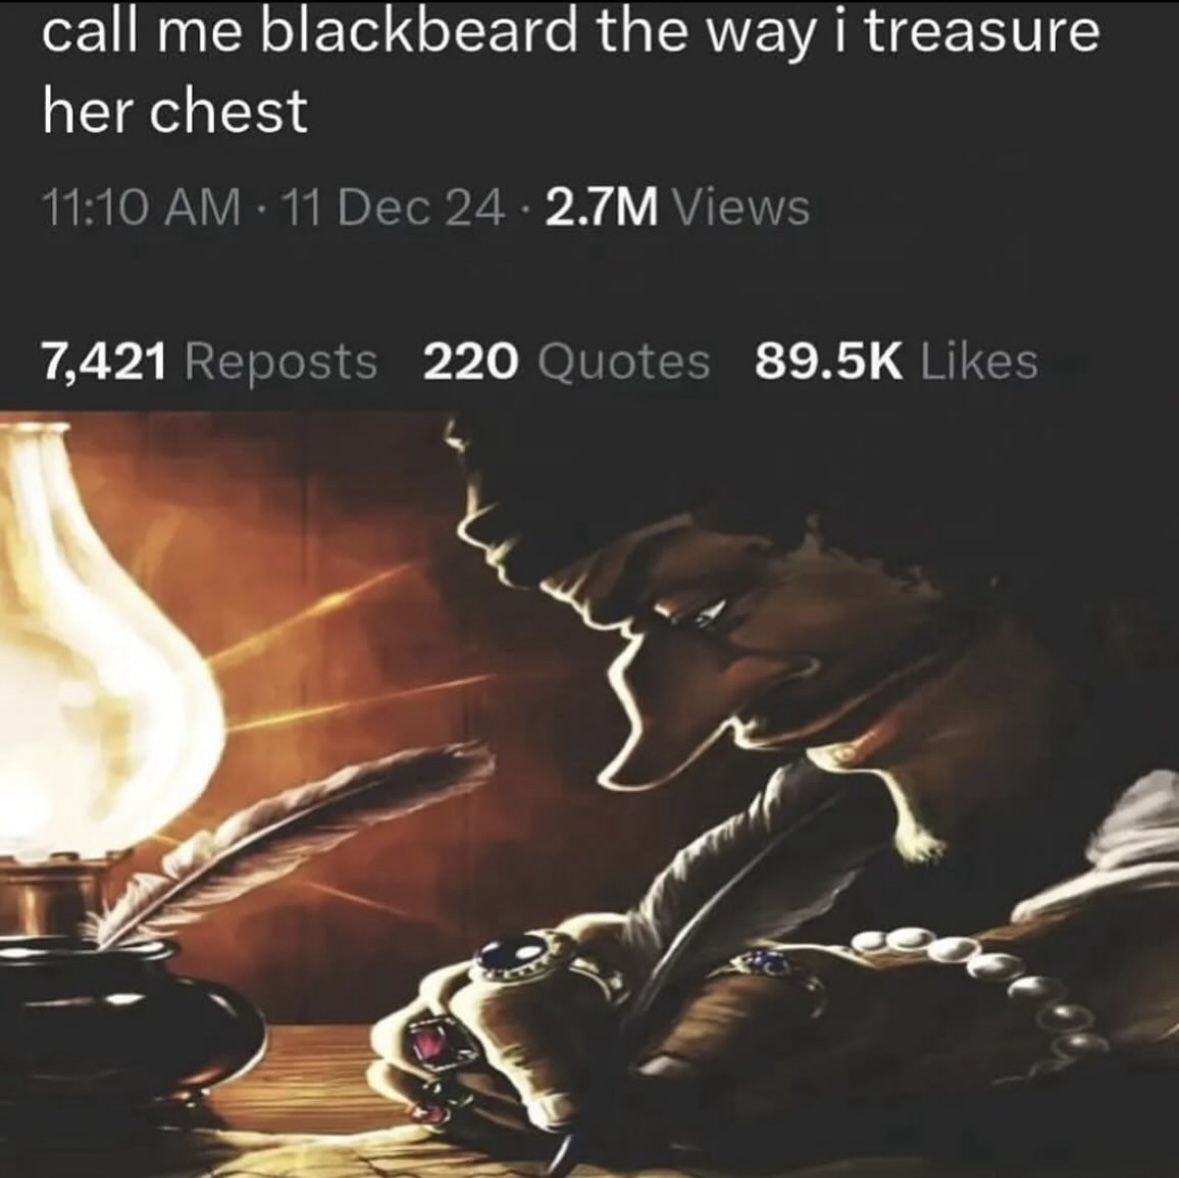 call me blackbeard the way i treasure
her chest
11:10 AM · 11 Dec 24 · 2.7M Views
7,421 Reposts 220 Quotes 89.5K Likes